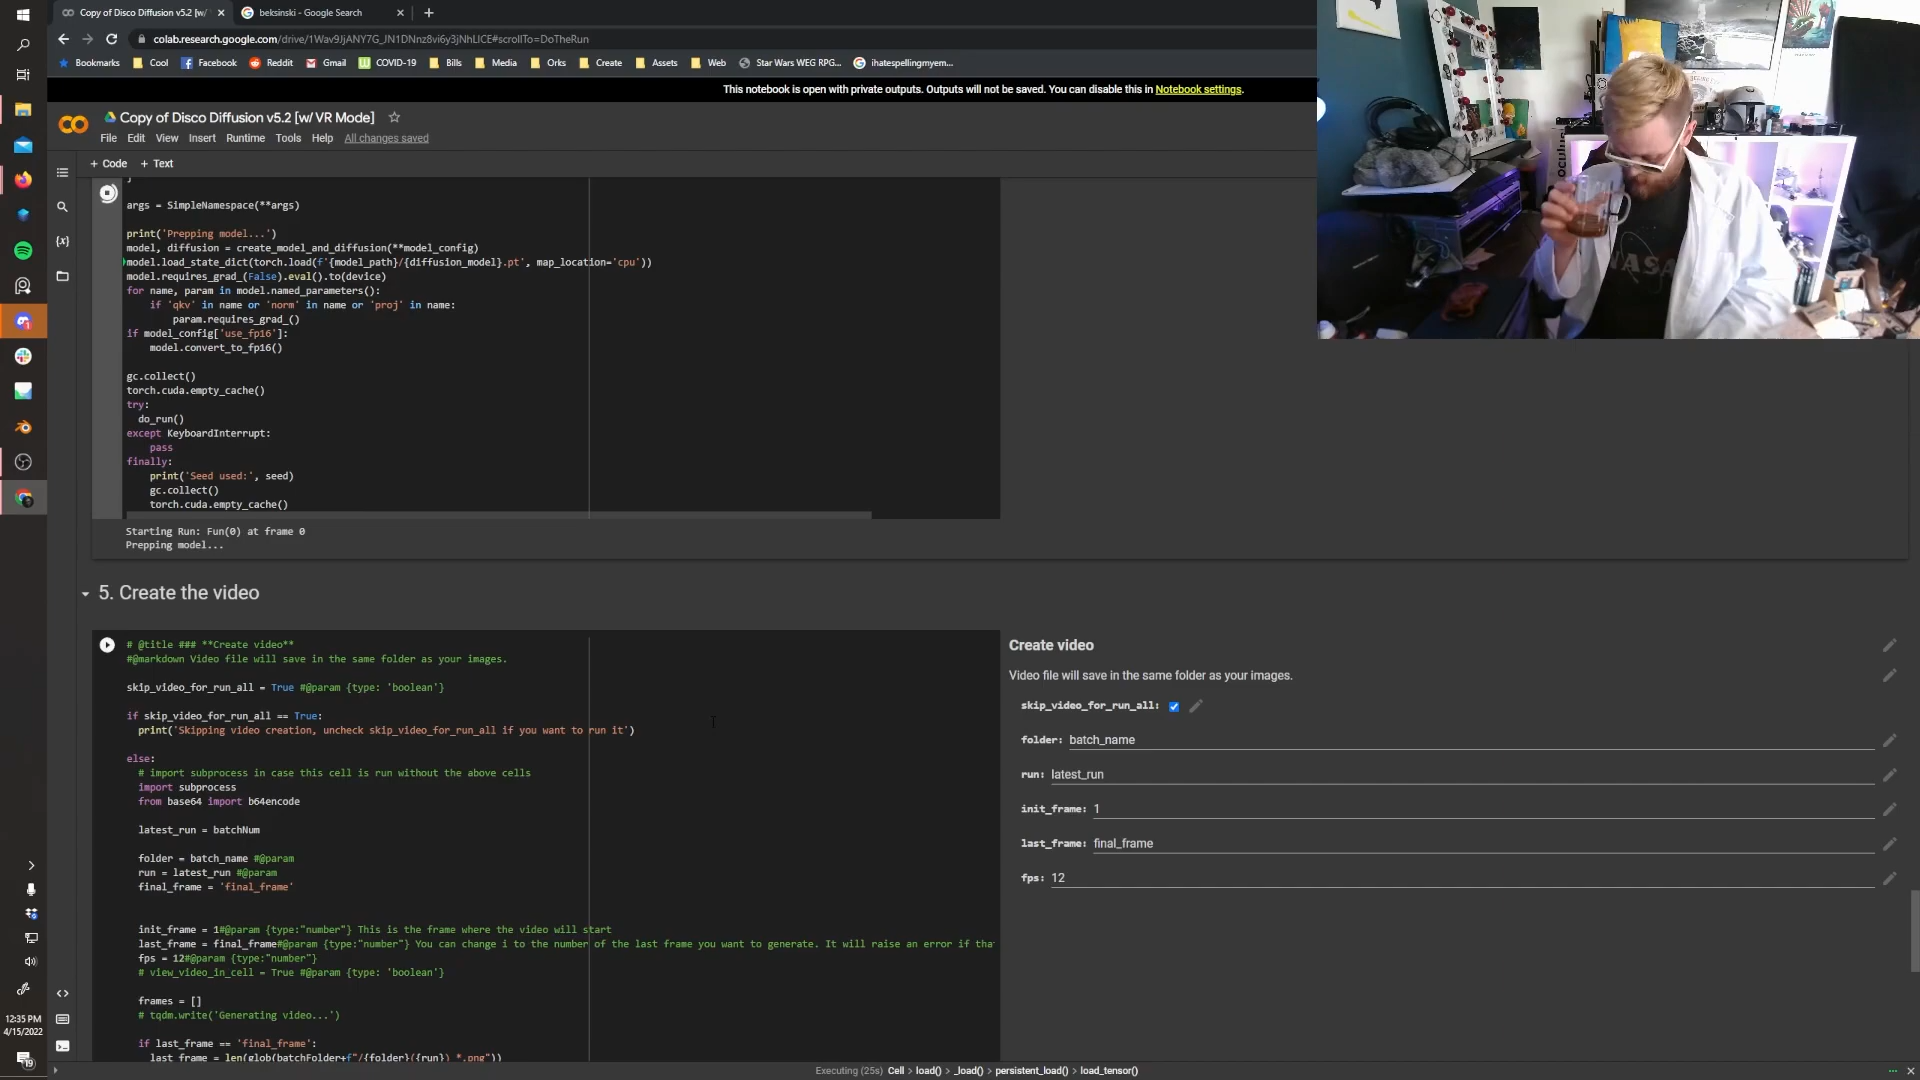 Copy of Disco Diffusion v5.2 [w/
beksinski - Google Search
colab.research.google.com/drive/1Wav9JjANY7G_JN1DNnz8vi6y3jNhLICE#scrollTo=DoTheRun
Bookmarks Cool Facebook Reddit Gmail COVID-19 Bills Media Orks Create Assets Web Star Wars WEG RPG... ihatespellingmyem...
This notebook is open with private outputs. Outputs will not be saved. You can disable this in Notebook settings.
Copy of Disco Diffusion v5.2 [w/ VR Mode]
File Edit View Insert Runtime Tools Help All changes saved
+ Code + Text
args = SimpleNamespace(**args)
print('Prepping model...')
model, diffusion = create_model_and_diffusion(**model_config)
model.load_state_dict(torch.load(f'{model_path}/{diffusion_model}.pt', map_location='cpu'))
model.requires_grad_(False).eval().to(device)
for name, param in model.named_parameters():
if 'qkv' in name or 'norm' in name or 'proj' in name:
param.requires_grad_()
if model_config['use_fp16']:
model.convert_to_fp16()
gc.collect()
torch.cuda.empty_cache()
try:
do_run()
except KeyboardInterrupt:
pass
finally:
print('Seed used:', seed)
gc.collect()
torch.cuda.empty_cache()
Starting Run: Fun(0) at frame 0
Prepping model...
5. Create the video
# @title ### **Create video**
#@markdown Video file will save in the same folder as your images.
skip_video_for_run_all = True #@param {type: 'boolean'}
if skip_video_for_run_all == True:
print('Skipping video creation, uncheck skip_video_for_run_all if you want to run it')
else:
# import subprocess in case this cell is run without the above cells
import subprocess
from base64 import b64encode
latest_run = batchNum
folder = batch_name #@param
run = latest_run #@param
final_frame = 'final_frame'
init_frame = 1#@param {type:"number"} This is the frame where the video will start
last_frame = final_frame#@param {type:"number"} You can change i to the number of the last frame you want to generate. It will raise an error if tha
fps = 12#@param {type:"number"}
# view_video_in_cell = True #@param {type: 'boolean'}
frames = []
# tqdm.write('Generating video...')
if last_frame == 'final_frame':
last_frame = len(glob(batchFolder+f"/{folder}({run})_*.png"))
Create video
Video file will save in the same folder as your images.
skip_video_for_run_all:
folder: batch_name
run: latest_run
init_frame: 1
last_frame: final_frame
fps: 12
Executing (25s) Cell > load() > _load() > persistent_load() > load_tensor()
12:35 PM
4/15/2022
19
oculus
NASA